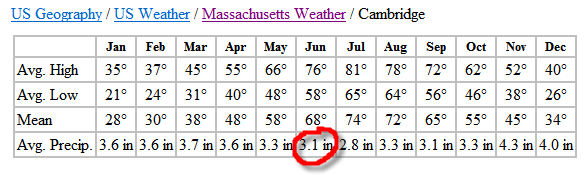 US Geography / US Weather / Massachusetts Weather / Cambridge
Jan Feb Mar Apr May Jun Jul Aug Sep Oct Nov Dec
Avg. High 35° 37° 45° 55° 66° 76° 81° 78° 72° 62° 52° 40°
Avg. Low 21° 24° 31° 40° 48° 58° 65° 64° 56° 46° 38° 26°
Mean 28° 30° 38° 48° 58° 68° 74° 72° 65° 55° 45° 34°
Avg. Precip. 3.6 in 3.6 in 3.7 in 3.6 in 3.3 in 3.1 in 2.8 in 3.3 in 3.1 in 3.3 in 4.3 in 4.0 in